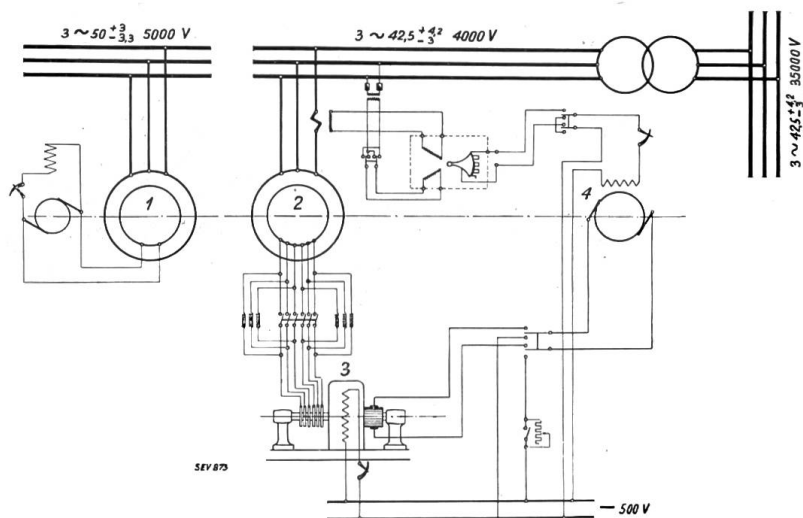 3 ~ 50 +3 -3,3 5000 V
3 ~ 42,5 +4,2 -3 4000 V
3 ~ 42,5 +4,2 -3 35000 V
1
2
4
3
SEV 873
— 500 V